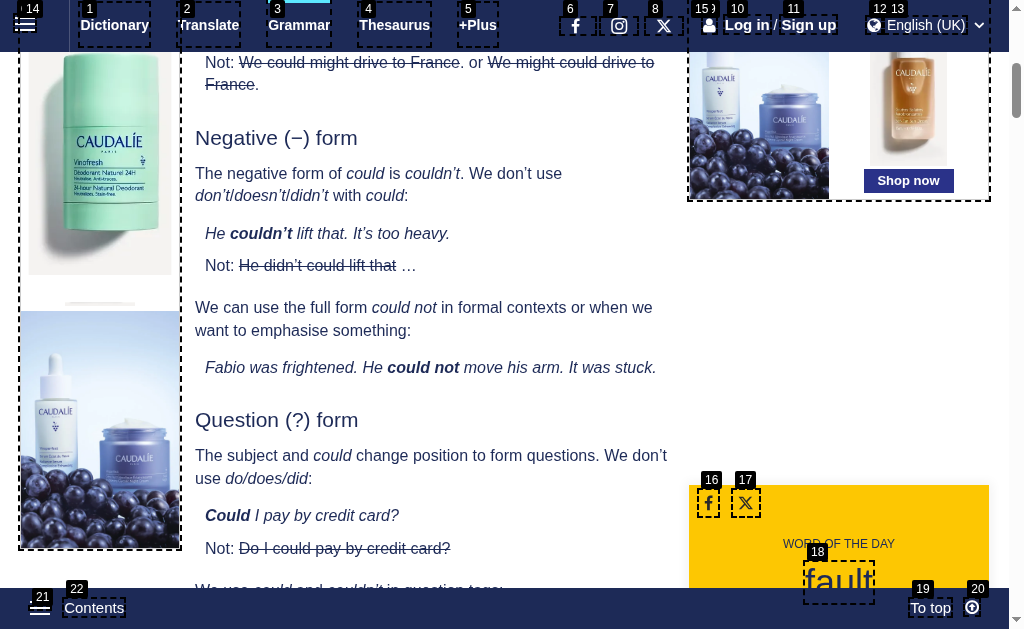 14 1 2 3 4 5 6 7 8 15 9 10 11 12 13
Dictionary Translate Grammar Thesaurus +Plus Log in / Sign up English (UK)
Not: We could might drive to France. or We might could drive to
France.
Negative (−) form
The negative form of could is couldn’t. We don’t use
don’t/doesn’t/didn’t with could:
He couldn’t lift that. It’s too heavy.
Not: He didn’t could lift that …
We can use the full form could not in formal contexts or when we
want to emphasise something:
Fabio was frightened. He could not move his arm. It was stuck.
Question (?) form
The subject and could change position to form questions. We don’t
use do/does/did:
Could I pay by credit card?
Not: Do I could pay by credit card?
We use could and couldn’t in question tags:
CAUDALÍE
PARIS
Vinofresh
Déodorant Naturel 24H
24-hour Natural Deodorant
CAUDALÍE
CAUDALÍE
CAUDALÍE
CAUDALÍE
CAUDALÍE
Shop now
16 17
WORD OF THE DAY
18
fault
21 22 19 20
Contents To top